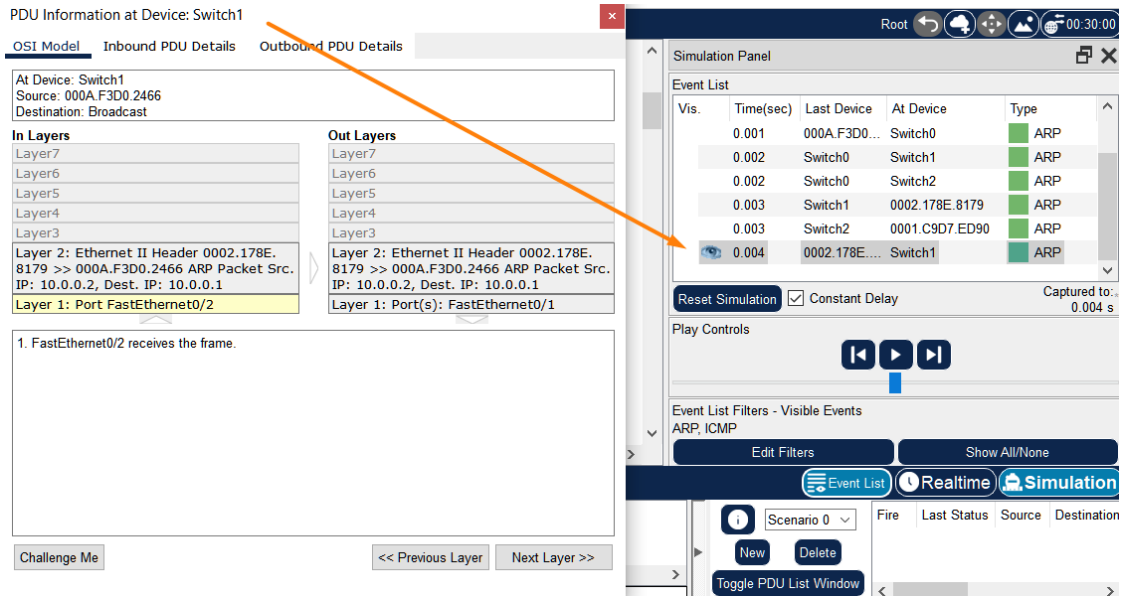 PDU Information at Device: Switch1
×
OSI Model Inbound PDU Details Outbound PDU Details
At Device: Switch1
Source: 000A.F3D0.2466
Destination: Broadcast
In Layers
Layer7
Layer6
Layer5
Layer4
Layer3
Layer 2: Ethernet II Header 0002.178E.
8179 >> 000A.F3D0.2466 ARP Packet Src.
IP: 10.0.0.2, Dest. IP: 10.0.0.1
Layer 1: Port FastEthernet0/2
Out Layers
Layer7
Layer6
Layer5
Layer4
Layer3
Layer 2: Ethernet II Header 0002.178E.
8179 >> 000A.F3D0.2466 ARP Packet Src.
IP: 10.0.0.2, Dest. IP: 10.0.0.1
Layer 1: Port(s): FastEthernet0/1
1. FastEthernet0/2 receives the frame.
Challenge Me
<< Previous Layer
Next Layer >>
Root
00:30:00
Simulation Panel
Event List
Vis. Time(sec) Last Device At Device Type
0.001 000A.F3D0... Switch0 ARP
0.002 Switch0 Switch1 ARP
0.002 Switch0 Switch2 ARP
0.003 Switch1 0002.178E.8179 ARP
0.003 Switch2 0001.C9D7.ED90 ARP
0.004 0002.178E.... Switch1 ARP
Reset Simulation
Constant Delay
Captured to:
0.004 s
Play Controls
Event List Filters - Visible Events
ARP, ICMP
Edit Filters
Show All/None
Event List
Realtime
Simulation
Scenario 0
New
Delete
Toggle PDU List Window
Fire Last Status Source Destination